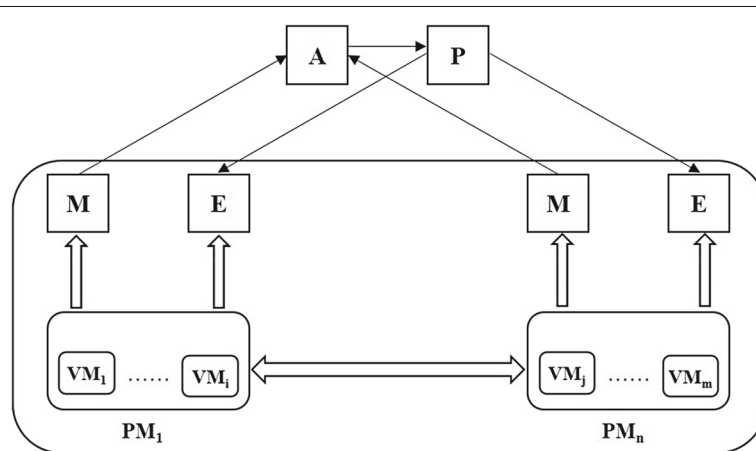 A P
M E M E
VM₁ ...... VMᵢ VMⱼ ...... VMₘ
PM₁ PMₙ